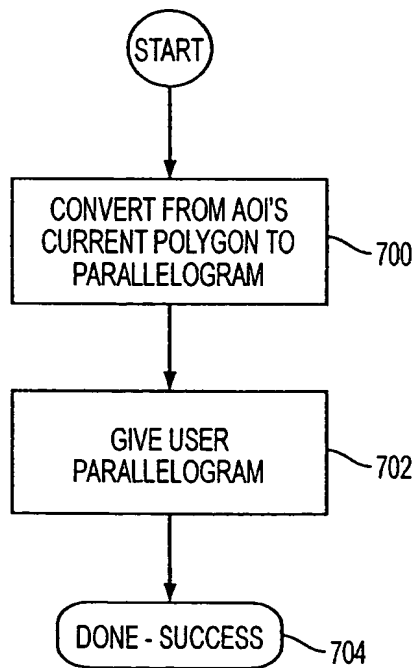 START
CONVERT FROM AOI'S
CURRENT POLYGON TO
PARALLELOGRAM
700
GIVE USER
PARALLELOGRAM
702
DONE - SUCCESS
704